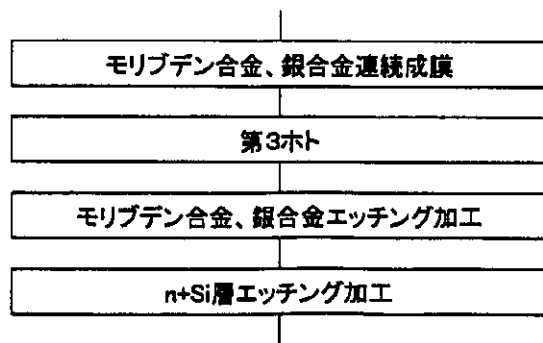 モリブデン合金、銀合金連続成膜
第3ホト
モリブデン合金、銀合金エッチング加工
n+Si層エッチング加工